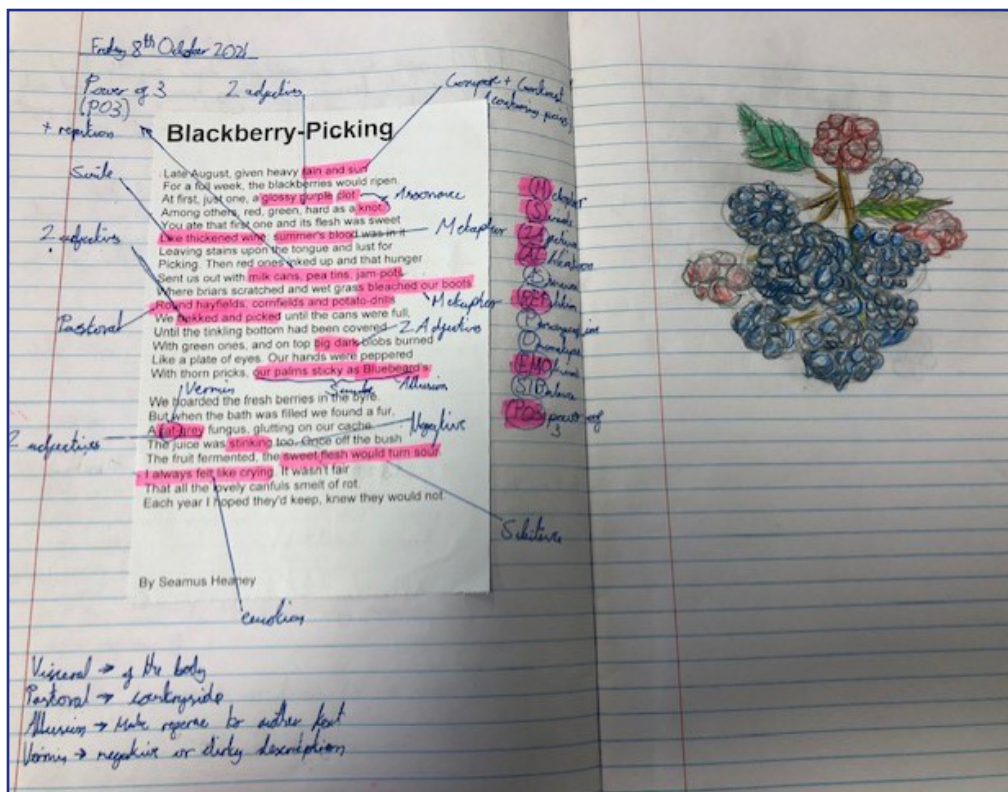 Friday 8th October 2021
Power of 3
(PO3)
2 adjectives
Compare + Contrast
Blackberry-Picking
Simile
Late August, given heavy rain and sun
For a full week, the blackberries would ripen.
At first, just one, a glossy purple clot
Assonance
Among others, red, green, hard as a knot.
You ate that first one and its flesh was sweet
Like thickened wine: summer's blood was in it
Metaphor
2 adjectives
Leaving stains upon the tongue and lust for
Picking. Then red ones inked up and that hunger
Sent us out with milk cans, pea tins, jam-pots
Where briars scratched and wet grass bleached our boots.
Metaphor
Round hayfields, cornfields and potato-drills
Pastoral
We trekked and picked until the cans were full,
Until the tinkling bottom had been covered
2 Adjective
With green ones, and on top big dark blobs burned
Like a plate of eyes. Our hands were peppered
With thorn pricks, our palms sticky as Bluebeard's.
Vermin
Simile
Allusion
We hoarded the fresh berries in the byre.
But when the bath was filled we found a fur,
A rat-grey fungus, glutting on our cache.
Negative
2 adjectives
The juice was stinking too. Once off the bush
The fruit fermented, the sweet flesh would turn sour.
I always felt like crying. It wasn't fair
That all the lovely canfuls smelt of rot.
Each year I hoped they'd keep, knew they would not.
By Seamus Heaney
emotion
Visceral → of the body
Pastoral → countryside
Allusion → Make to another text
Vermin → negative or dirty description